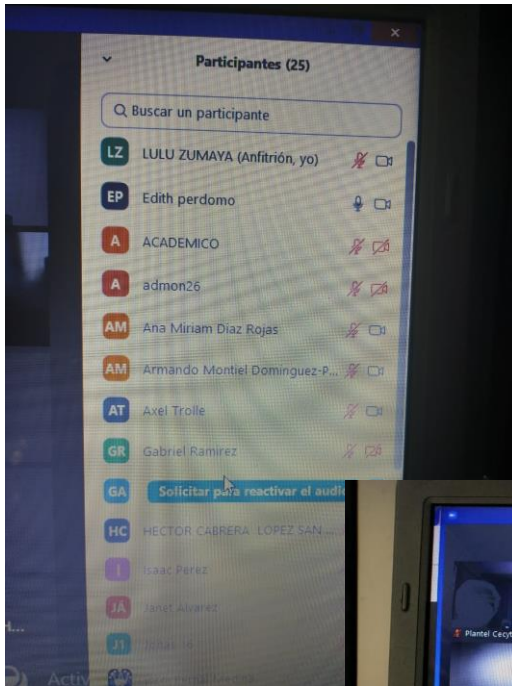 Participantes (25)
Buscar un participante
LZ LULU ZUMAYA (Anfitrión, yo)
EP Edith perdomo
A ACADEMICO
A admon26
AM Ana Miriam Diaz Rojas
AM Armando Montiel Dominguez-P...
AT Axel Trolle
GR Gabriel Ramirez
GA Solicitar para reactivar el audio
HC HECTOR CABRERA LOPEZ SAN ...
I Isaac Perez
JA Janet Alvarez
J1
H...
Activ
Plantel Cecyt